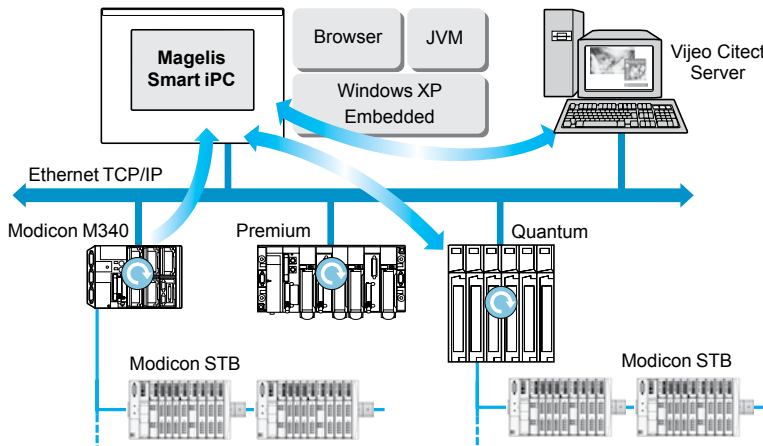 Magelis
Smart iPC
Browser
JVM
Windows XP
Embedded
Vijeo Citect
Server
Ethernet TCP/IP
Modicon M340
Premium
Quantum
Modicon STB
Modicon STB